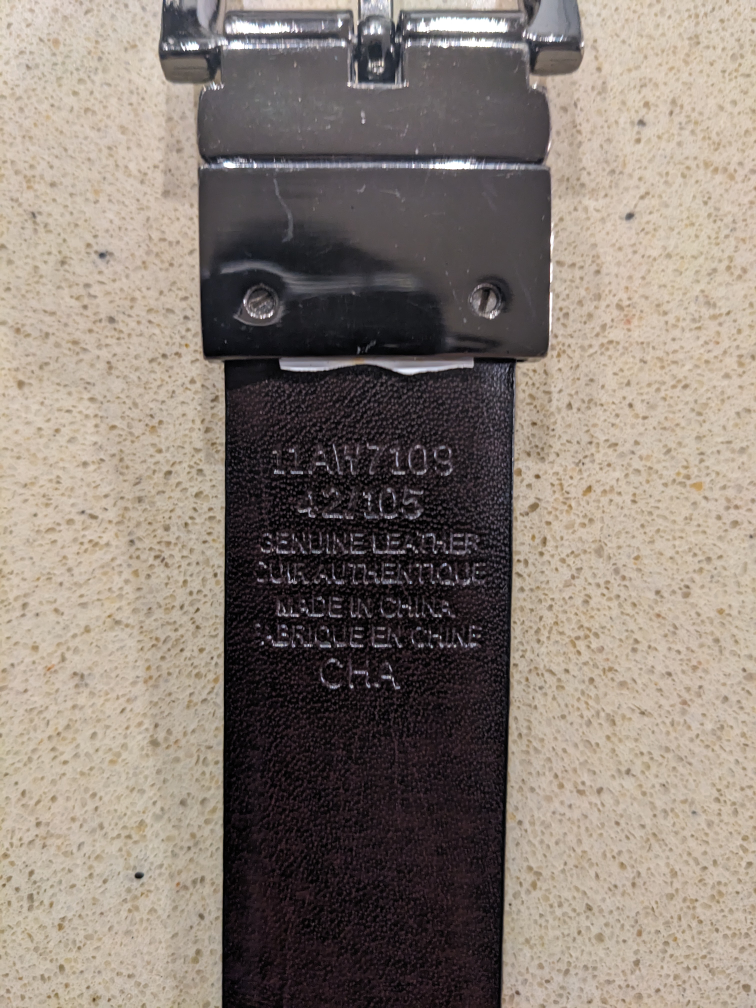 11AW7109
42/105
GENUINE LEATHER
CUIR AUTHENTIQUE
MADE IN CHINA
FABRIQUE EN CHINE
CHA